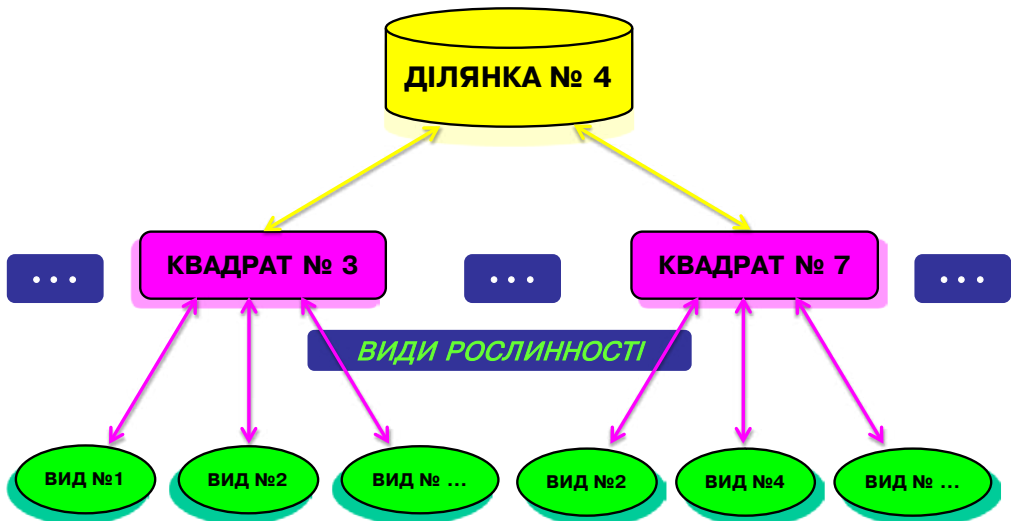 ДІЛЯНКА № 4
... КВАДРАТ № 3 ... КВАДРАТ № 7 ...
ВИДИ РОСЛИННОСТІ
ВИД №1 ВИД №2 ВИД № ... ВИД №2 ВИД №4 ВИД № ...